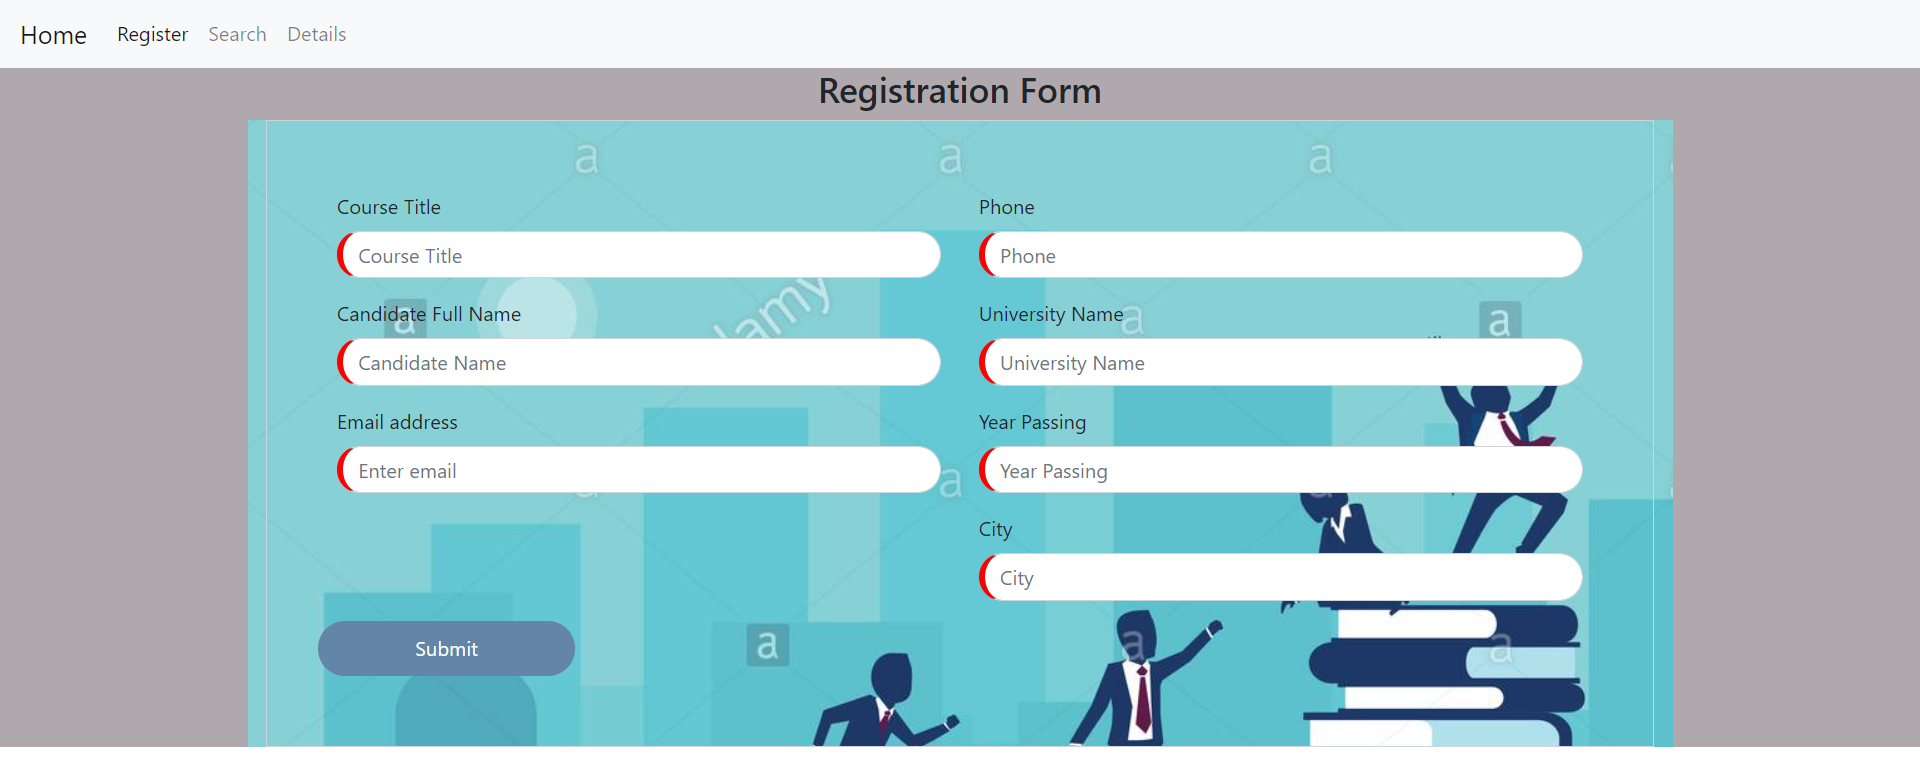 Home Register Search Details
Registration Form
Course Title
Course Title
Candidate Full Name
Candidate Name
Email address
Enter email
Phone
Phone
University Name
University Name
Year Passing
Year Passing
City
City
Submit
a
a
a
a
a
a
a
a
a
a
lamy